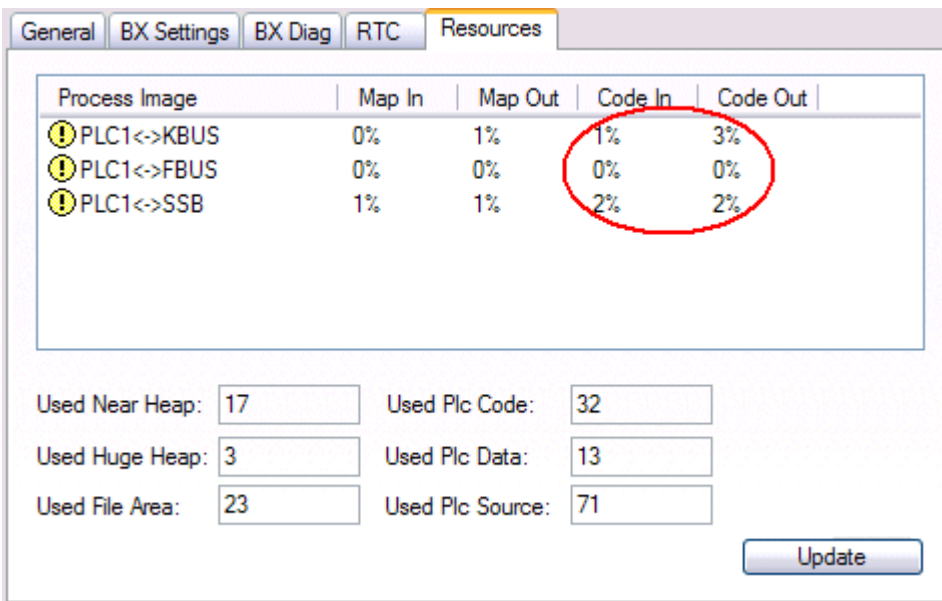 General BX Settings BX Diag RTC Resources
Process Image Map In Map Out Code In Code Out
PLC1<->KBUS 0% 1% 1% 3%
PLC1<->FBUS 0% 0% 0% 0%
PLC1<->SSB 1% 1% 2% 2%
Used Near Heap: 17 Used Plc Code: 32
Used Huge Heap: 3 Used Plc Data: 13
Used File Area: 23 Used Plc Source: 71
Update